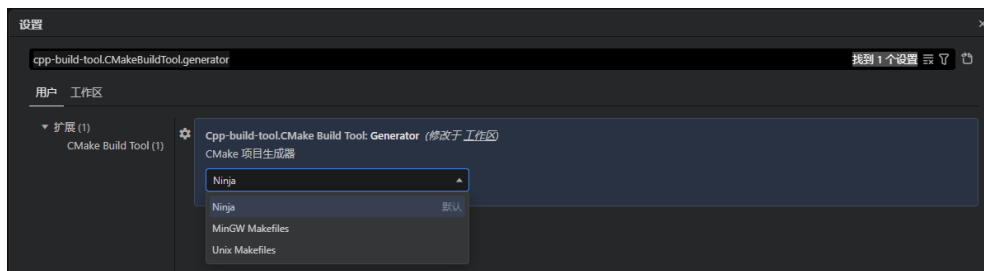 设置
cpp-build-tool.CMakeBuildTool.generator 找到 1 个设置
用户 工作区
扩展 (1)
CMake Build Tool (1)
Cpp-build-tool.CMake Build Tool: Generator (修改于 工作区)
CMake 项目生成器
Ninja
Ninja 默认
MinGW Makefiles
Unix Makefiles